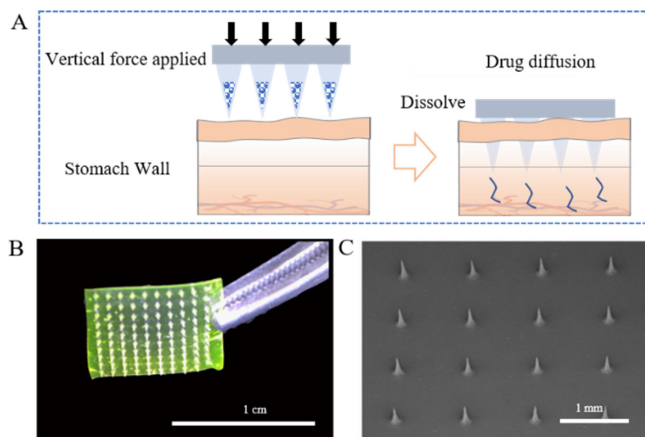 A
Vertical force applied
Drug diffusion
Dissolve
Stomach Wall
B
1 cm
C
1 mm